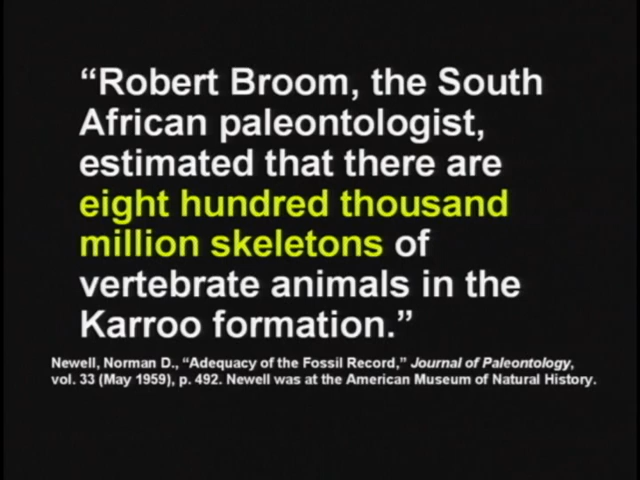 “Robert Broom, the South
African paleontologist,
estimated that there are
eight hundred thousand
million skeletons of
vertebrate animals in the
Karroo formation.”
Newell, Norman D., “Adequacy of the Fossil Record,” Journal of Paleontology,
vol. 33 (May 1959), p. 492. Newell was at the American Museum of Natural History.